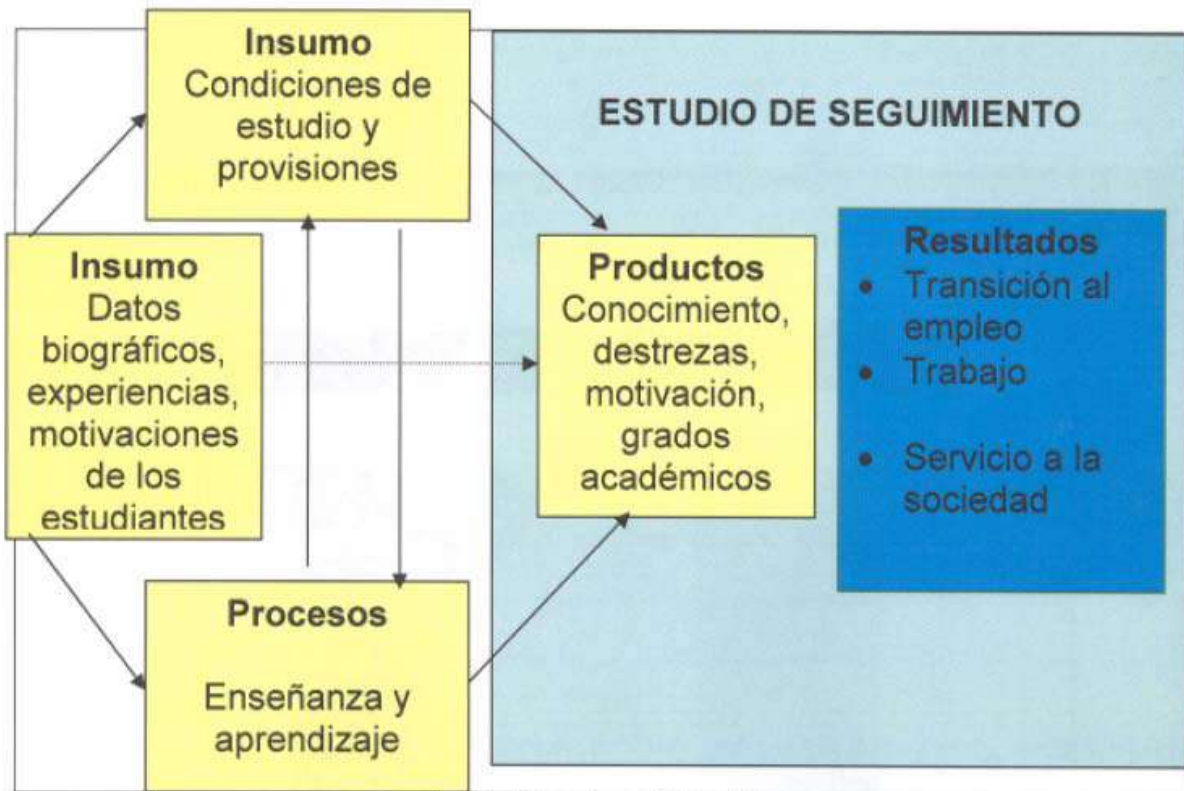 Insumo
Condiciones de
estudio y
provisiones
ESTUDIO DE SEGUIMIENTO
Insumo
Datos
biográficos,
experiencias,
motivaciones
de los
estudiantes
Productos
Conocimiento,
destrezas,
motivación,
grados
académicos
Resultados
• Transición al
empleo
• Trabajo
• Servicio a la
sociedad
Procesos
Enseñanza y
aprendizaje